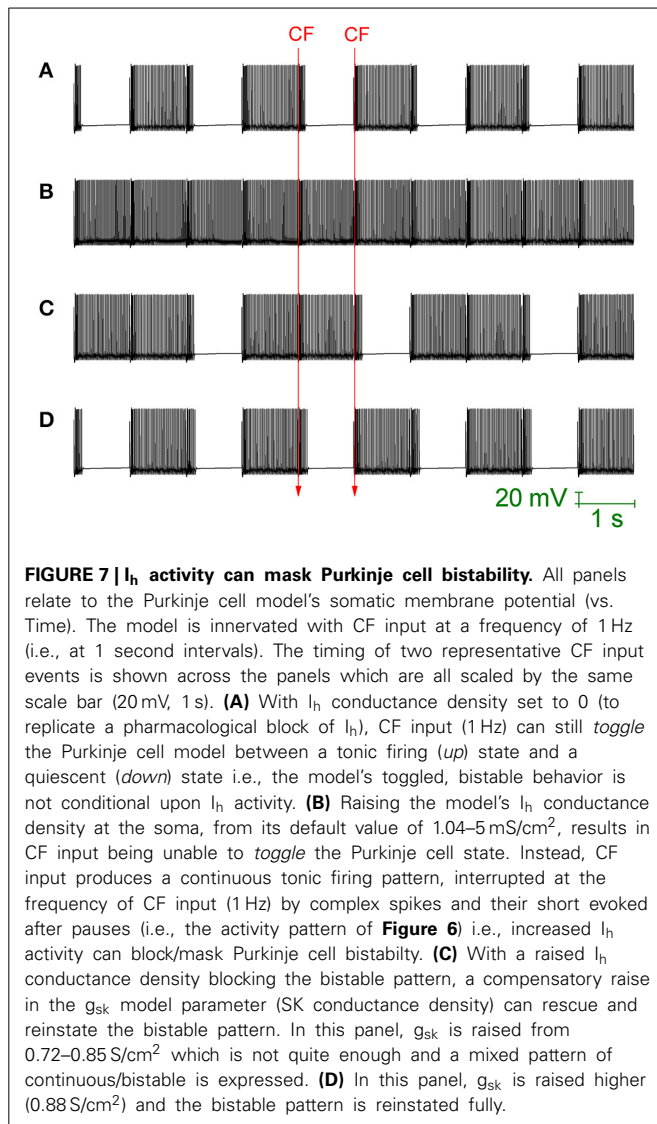 CF CF
A
B
C
D
20 mV
1 s
FIGURE 7 | Ih activity can mask Purkinje cell bistability. All panels
relate to the Purkinje cell model's somatic membrane potential (vs.
Time). The model is innervated with CF input at a frequency of 1 Hz
(i.e., at 1 second intervals). The timing of two representative CF input
events is shown across the panels which are all scaled by the same
scale bar (20 mV, 1 s). (A) With Ih conductance density set to 0 (to
replicate a pharmacological block of Ih), CF input (1 Hz) can still toggle
the Purkinje cell model between a tonic firing (up) state and a
quiescent (down) state i.e., the model's toggled, bistable behavior is
not conditional upon Ih activity. (B) Raising the model's Ih conductance
density at the soma, from its default value of 1.04–5 mS/cm², results in
CF input being unable to toggle the Purkinje cell state. Instead, CF
input produces a continuous tonic firing pattern, interrupted at the
frequency of CF input (1 Hz) by complex spikes and their short evoked
after pauses (i.e., the activity pattern of Figure 6) i.e., increased Ih
activity can block/mask Purkinje cell bistabilty. (C) With a raised Ih
conductance density blocking the bistable pattern, a compensatory raise
in the gsk model parameter (SK conductance density) can rescue and
reinstate the bistable pattern. In this panel, gsk is raised from
0.72–0.85 S/cm² which is not quite enough and a mixed pattern of
continuous/bistable is expressed. (D) In this panel, gsk is raised higher
(0.88 S/cm²) and the bistable pattern is reinstated fully.